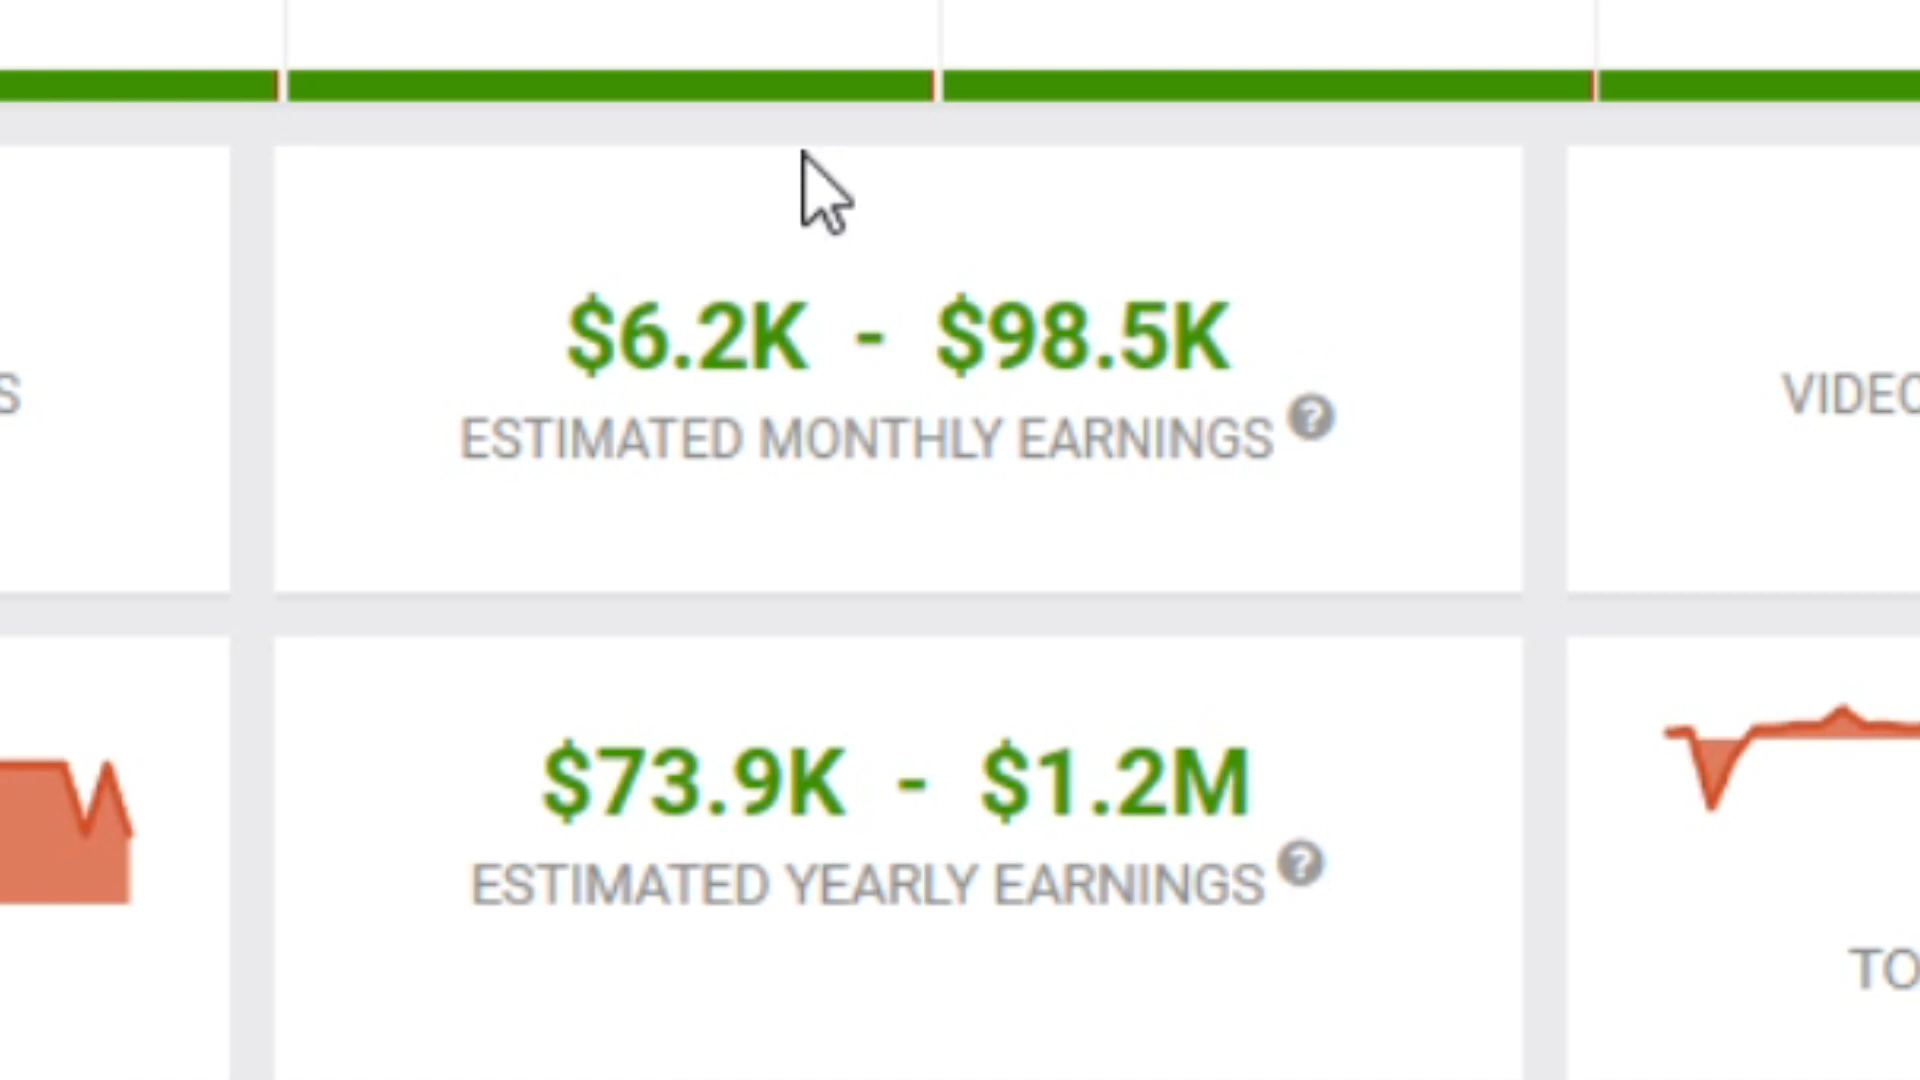 $6.2K - $98.5K
ESTIMATED MONTHLY EARNINGS ?
$73.9K - $1.2M
ESTIMATED YEARLY EARNINGS ?